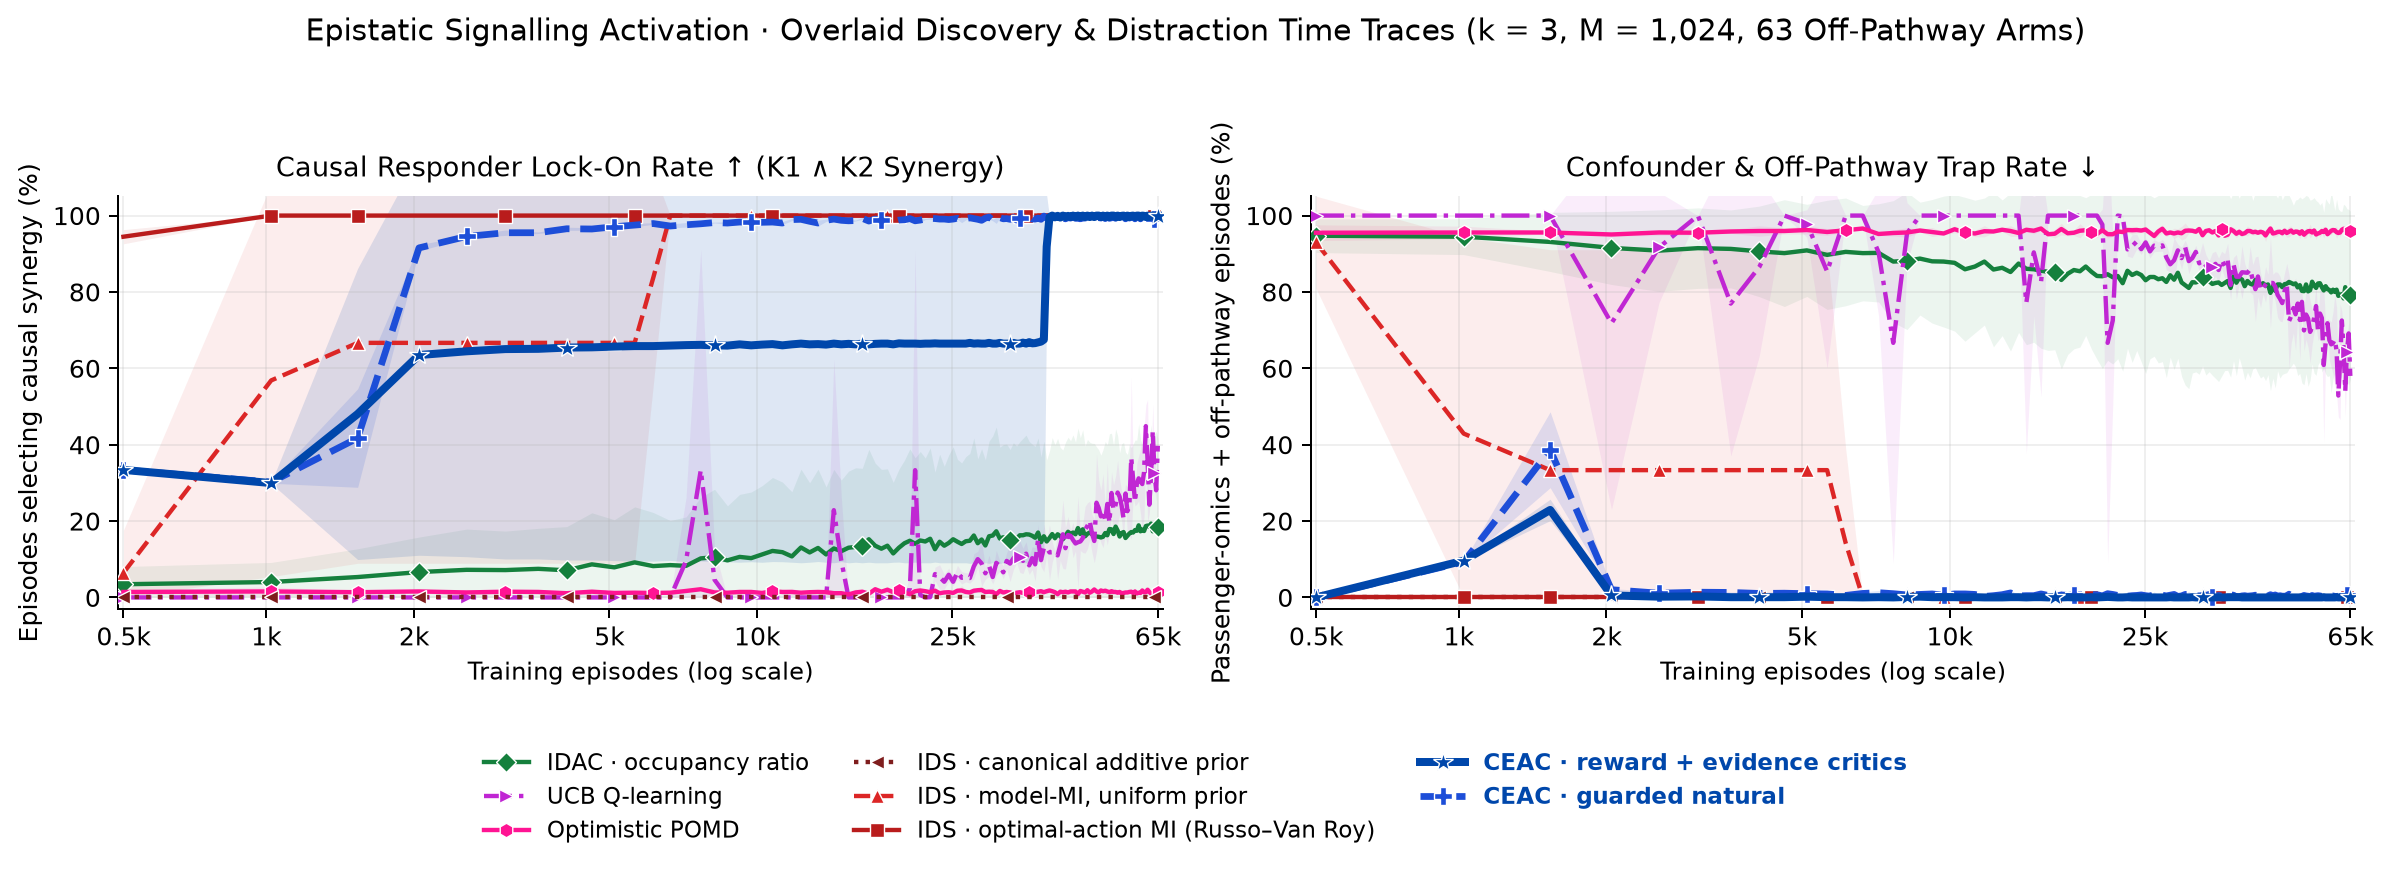 Epistatic Signalling Activation · Overlaid Discovery & Distraction Time Traces (k = 3, M = 1,024, 63 Off-Pathway Arms)
Causal Responder Lock-On Rate ↑ (K1 ∧ K2 Synergy)
Episodes selecting causal synergy (%)
100
80
60
40
20
0
0.5k 1k 2k 5k 10k 25k 65k
Training episodes (log scale)
Confounder & Off-Pathway Trap Rate ↓
Passenger-omics + off-pathway episodes (%)
100
80
60
40
20
0
0.5k 1k 2k 5k 10k 25k 65k
Training episodes (log scale)
IDAC · occupancy ratio
UCB Q-learning
Optimistic POMD
IDS · canonical additive prior
IDS · model-MI, uniform prior
IDS · optimal-action MI (Russo–Van Roy)
CEAC · reward + evidence critics
CEAC · guarded natural